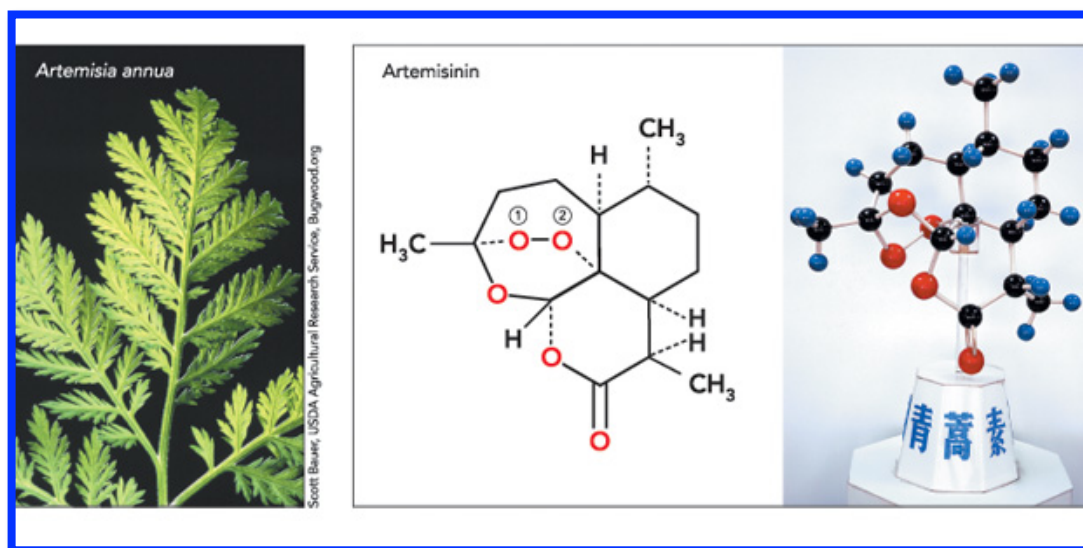 Artemisia annua
Scott Bauer, USDA Agricultural Research Service, Bugwood.org
Artemisinin
CH3
H
① ②
H3C
O O
O
H
H
H
O
CH3
O
青蒿素